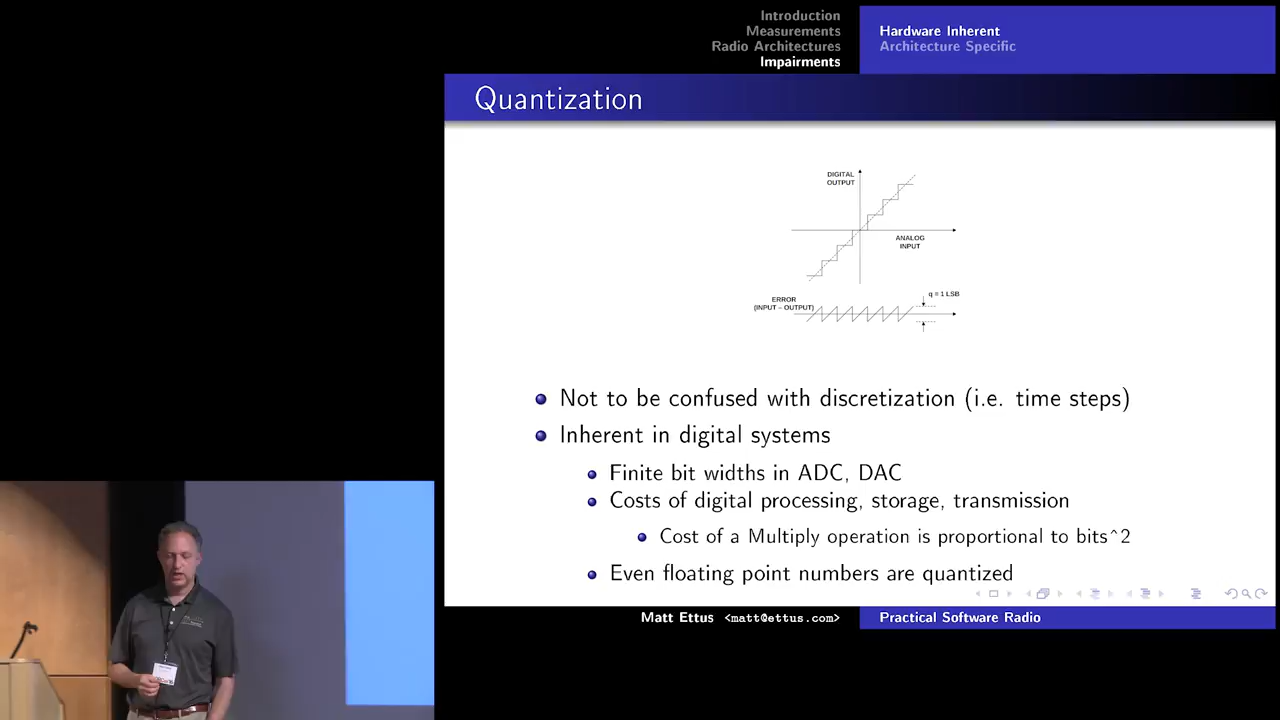 Introduction
Measurements
Radio Architectures
Impairments
Hardware Inherent
Architecture Specific
Quantization
DIGITAL
OUTPUT
ANALOG
INPUT
ERROR
(INPUT – OUTPUT)
q = 1 LSB
Not to be confused with discretization (i.e. time steps)
Inherent in digital systems
Finite bit widths in ADC, DAC
Costs of digital processing, storage, transmission
Cost of a Multiply operation is proportional to bits^2
Even floating point numbers are quantized
Matt Ettus <matt@ettus.com>
Practical Software Radio